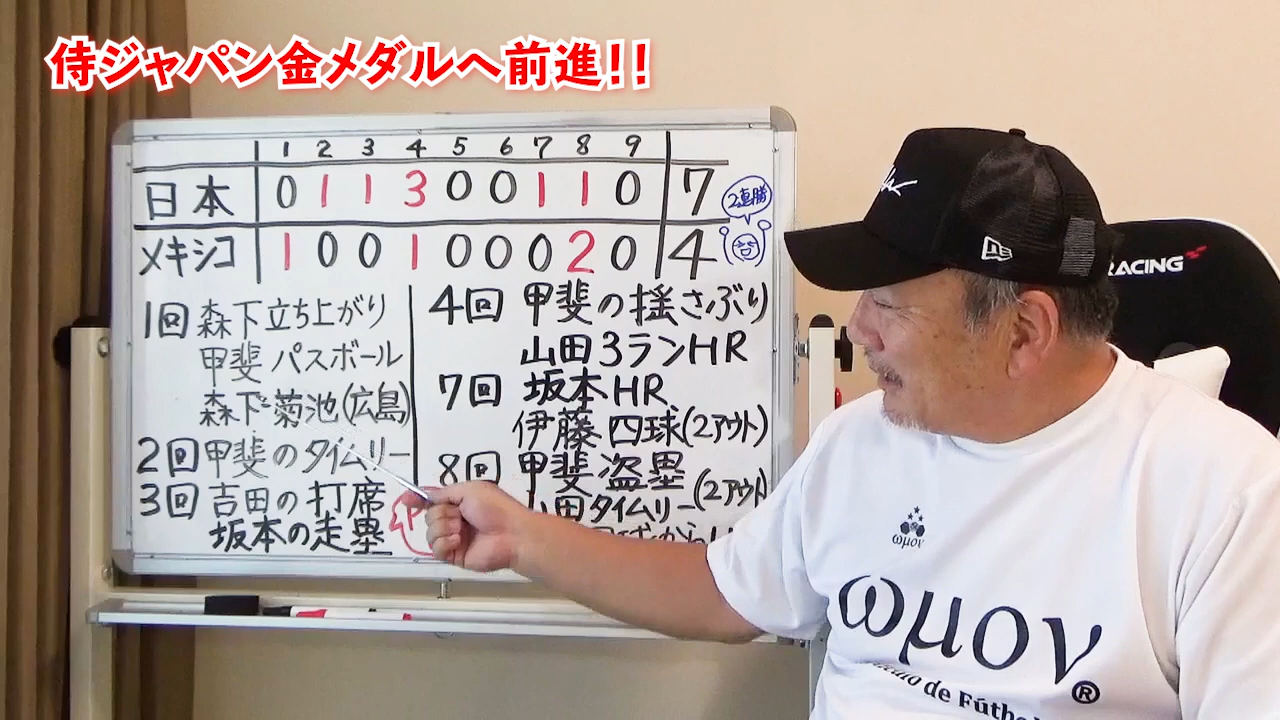 侍ジャパン金メダルへ前進!!
1 2 3 4 5 6 7 8 9
日本 0 1 1 3 0 0 1 1 0 7
2連勝
メキシコ 1 0 0 1 0 0 0 2 0 4
1回 森下立ち上がり
甲斐パスボール
森下=菊池(広島)
2回 甲斐のタイムリー
3回 吉田の打席
坂本の走塁
4回 甲斐の揺さぶり
山田3ランHR
7回 坂本HR
伊藤四球(2アウト)
8回 甲斐盗塁
山田タイムリー(2アウト)
RACING
NE
ωμον
ωμον®
de Fútbo